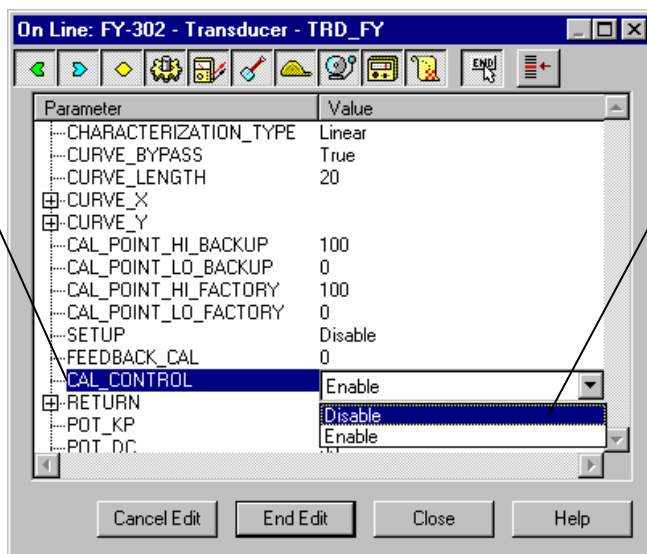 On Line: FY-302 - Transducer - TRD_FY
END
Parameter Value
CHARACTERIZATION_TYPE Linear
CURVE_BYPASS True
CURVE_LENGTH 20
CURVE_X
CURVE_Y
CAL_POINT_HI_BACKUP 100
CAL_POINT_LO_BACKUP 0
CAL_POINT_HI_FACTORY 100
CAL_POINT_LO_FACTORY 0
SETUP Disable
FEEDBACK_CAL 0
CAL_CONTROL Enable
RETURN Disable
POT_KP Enable
POT_DC
Cancel Edit End Edit Close Help